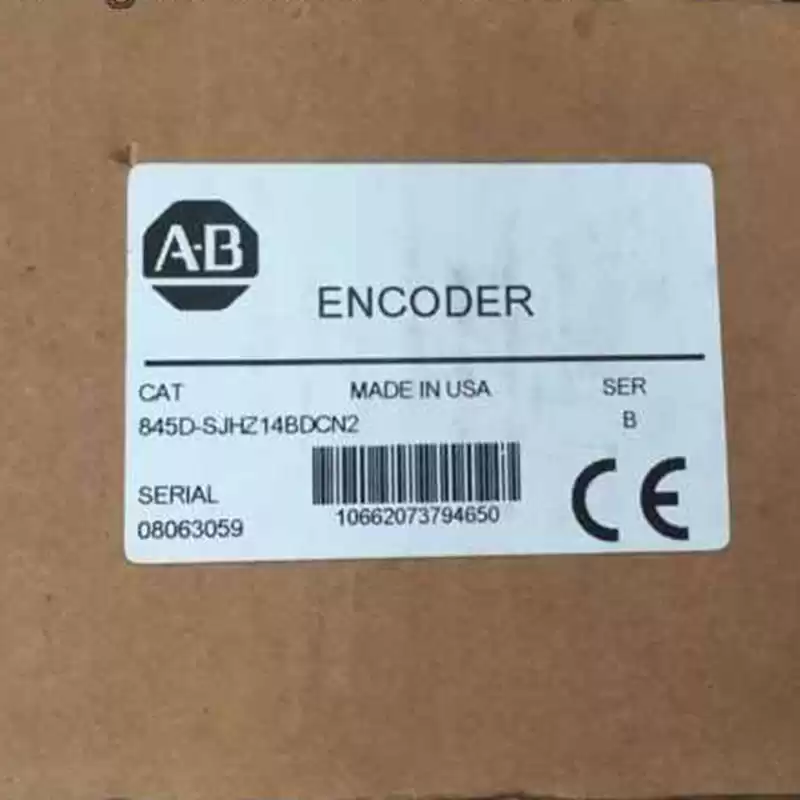 A-B
ENCODER
CAT MADE IN USA SER
845D-SJHZ14BDCN2 B
SERIAL
08063059
10662073794650
CE